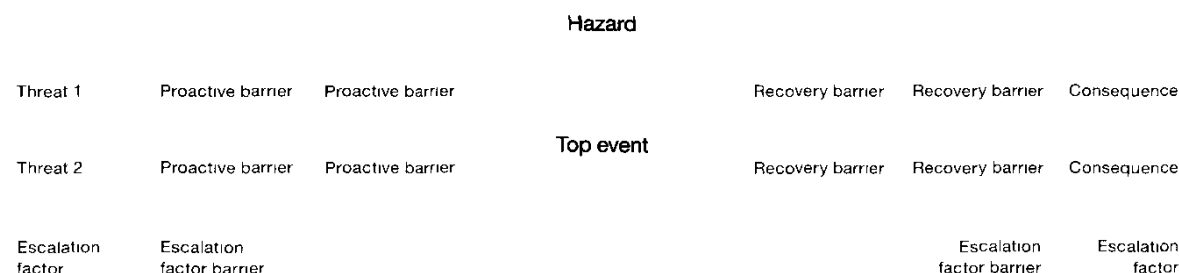 Hazard
Threat 1 Proactive barrier Proactive barrier Recovery barrier Recovery barrier Consequence
Top event
Threat 2 Proactive barrier Proactive barrier Recovery barrier Recovery barrier Consequence
Escalation Escalation Escalation Escalation
factor factor barrier factor barrier factor